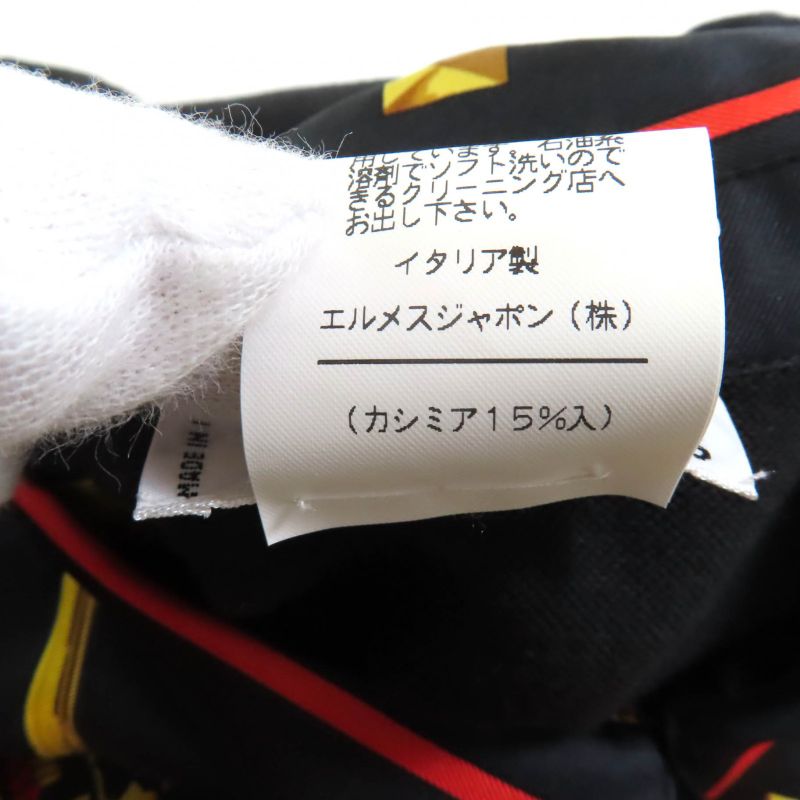 用しています。石油系
溶剤でソフト洗いので
きるクリーニング店へ
お出し下さい。
イタリア製
エルメスジャポン(株)
(カシミア15%入)
MADE IN